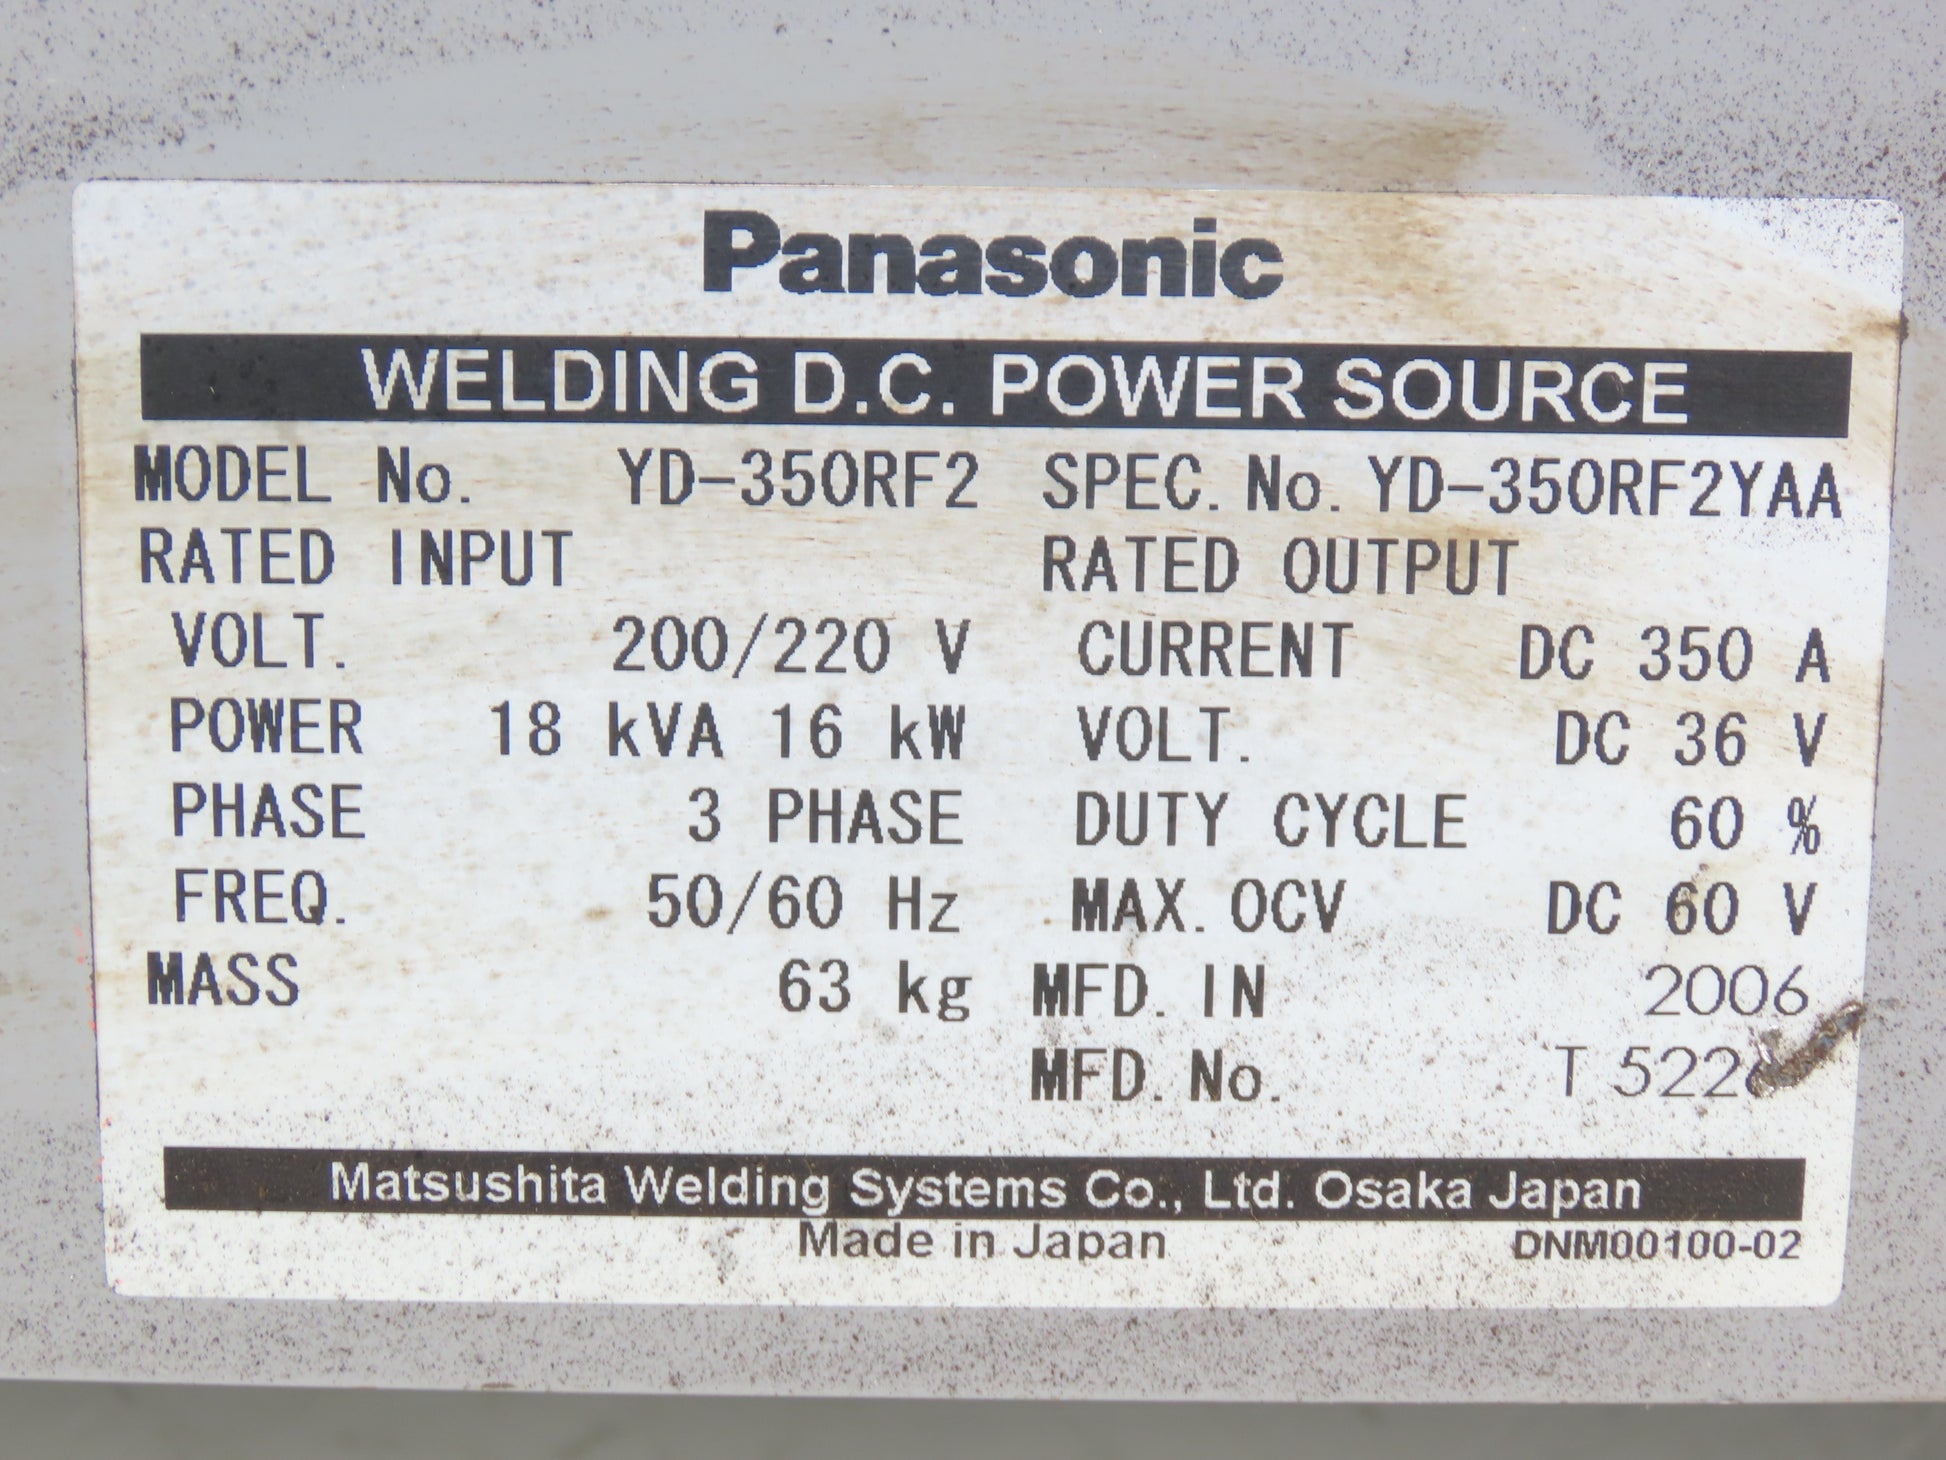 Panasonic
WELDING D.C. POWER SOURCE
MODEL No. YD-350RF2 SPEC. No. YD-350RF2YAA
RATED INPUT RATED OUTPUT
VOLT. 200/220 V CURRENT DC 350 A
POWER 18 kVA 16 kW VOLT. DC 36 V
PHASE 3 PHASE DUTY CYCLE 60 %
FREQ. 50/60 Hz MAX. OCV DC 60 V
MASS 63 kg MFD. IN 2006
MFD. No. T
Matsushita Welding Systems Co., Ltd. Osaka Japan
Made in Japan DNM00100-02